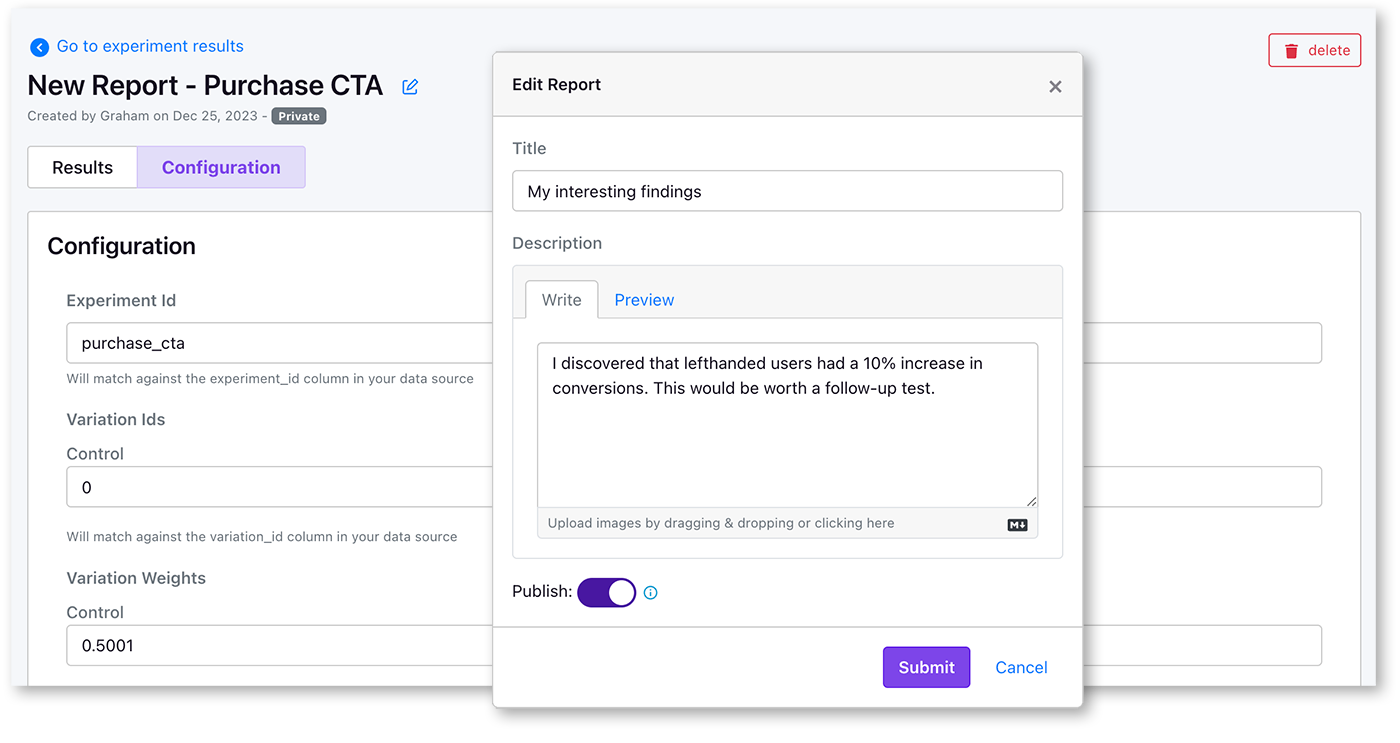 Go to experiment results
delete
New Report - Purchase CTA
Created by Graham on Dec 25, 2023 - Private
Results
Configuration
Configuration
Experiment Id
purchase_cta
Will match against the experiment_id column in your data source
Variation Ids
Control
0
Will match against the variation_id column in your data source
Variation Weights
Control
0.5001
Edit Report
×
Title
My interesting findings
Description
Write
Preview
I discovered that lefthanded users had a 10% increase in
conversions. This would be worth a follow-up test.
Upload images by dragging & dropping or clicking here
M↓
Publish:
Submit
Cancel